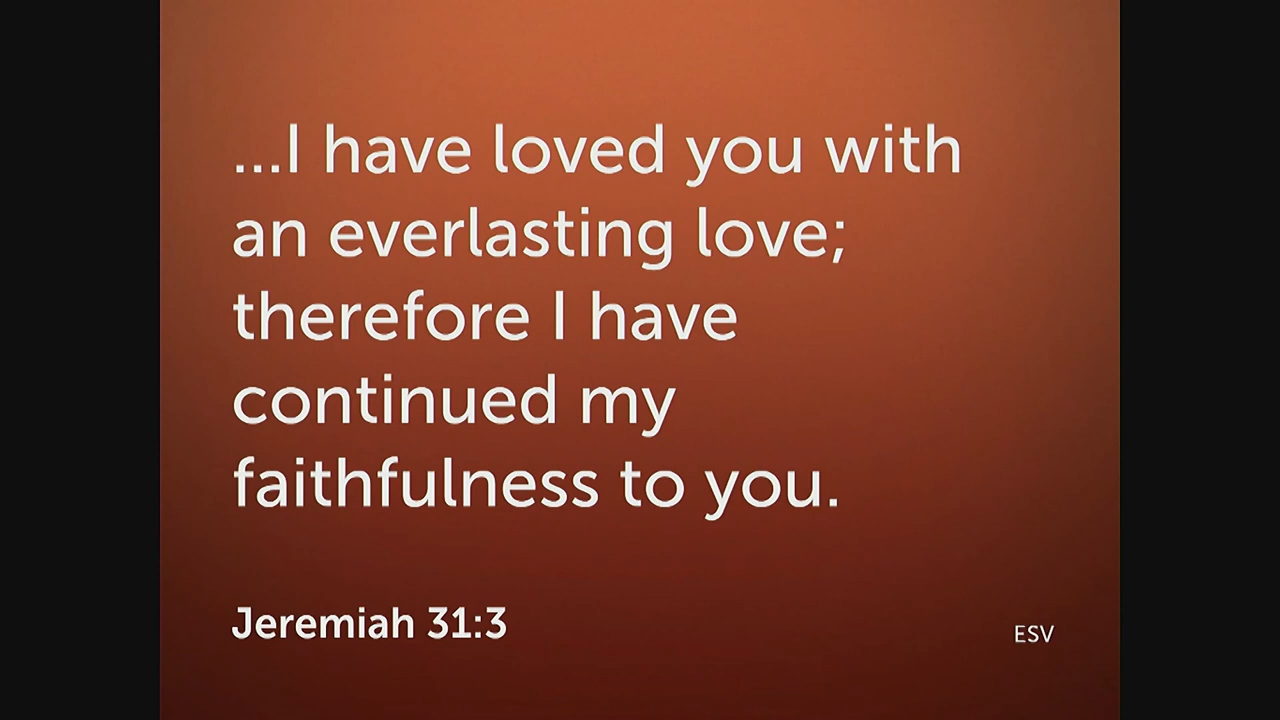 ...I have loved you with
an everlasting love;
therefore I have
continued my
faithfulness to you.
Jeremiah 31:3
ESV